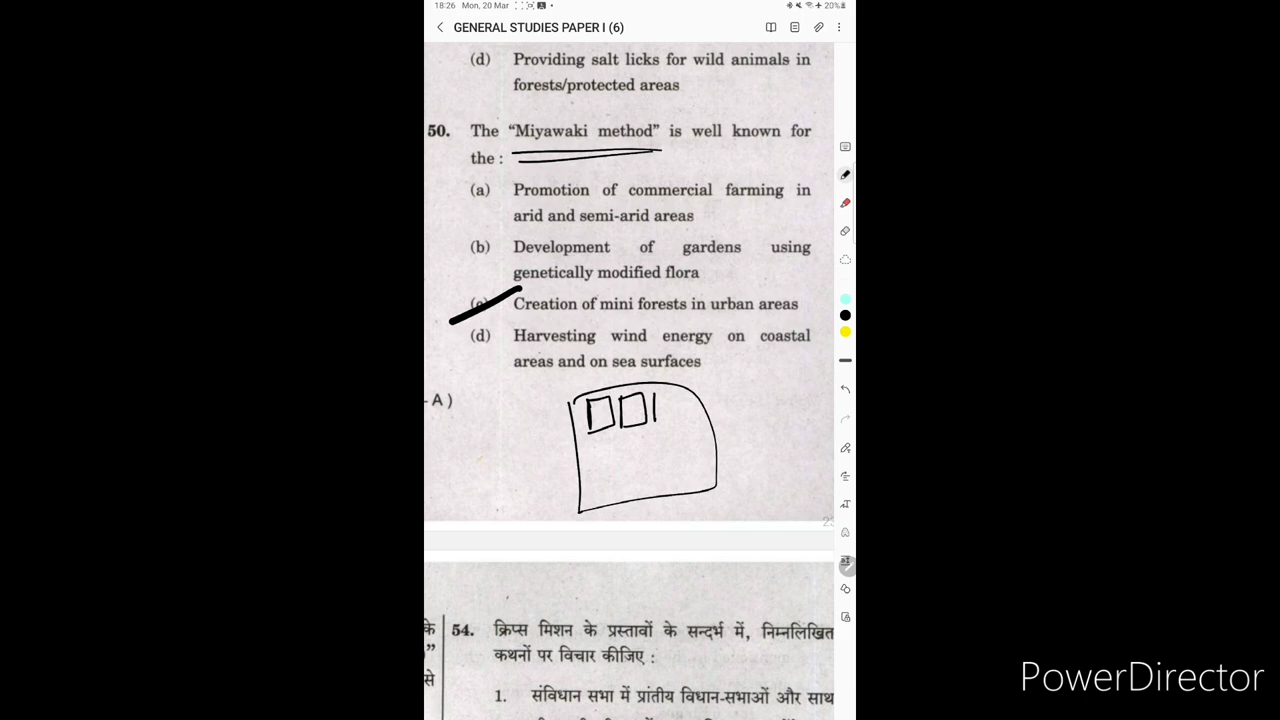 18:26 Mon, 20 Mar
20%
GENERAL STUDIES PAPER I (6)
(d) Providing salt licks for wild animals in
forests/protected areas
50. The “Miyawaki method” is well known for
the :
(a) Promotion of commercial farming in
arid and semi-arid areas
(b) Development of gardens using
genetically modified flora
Creation of mini forests in urban areas
(d) Harvesting wind energy on coastal
areas and on sea surfaces
- A )
के
”
से
54. क्रिप्स मिशन के प्रस्तावों के सन्दर्भ में, निम्नलिखित
कथनों पर विचार कीजिए :
1. संविधान सभा में प्रांतीय विधान-सभाओं और साथ
PowerDirector